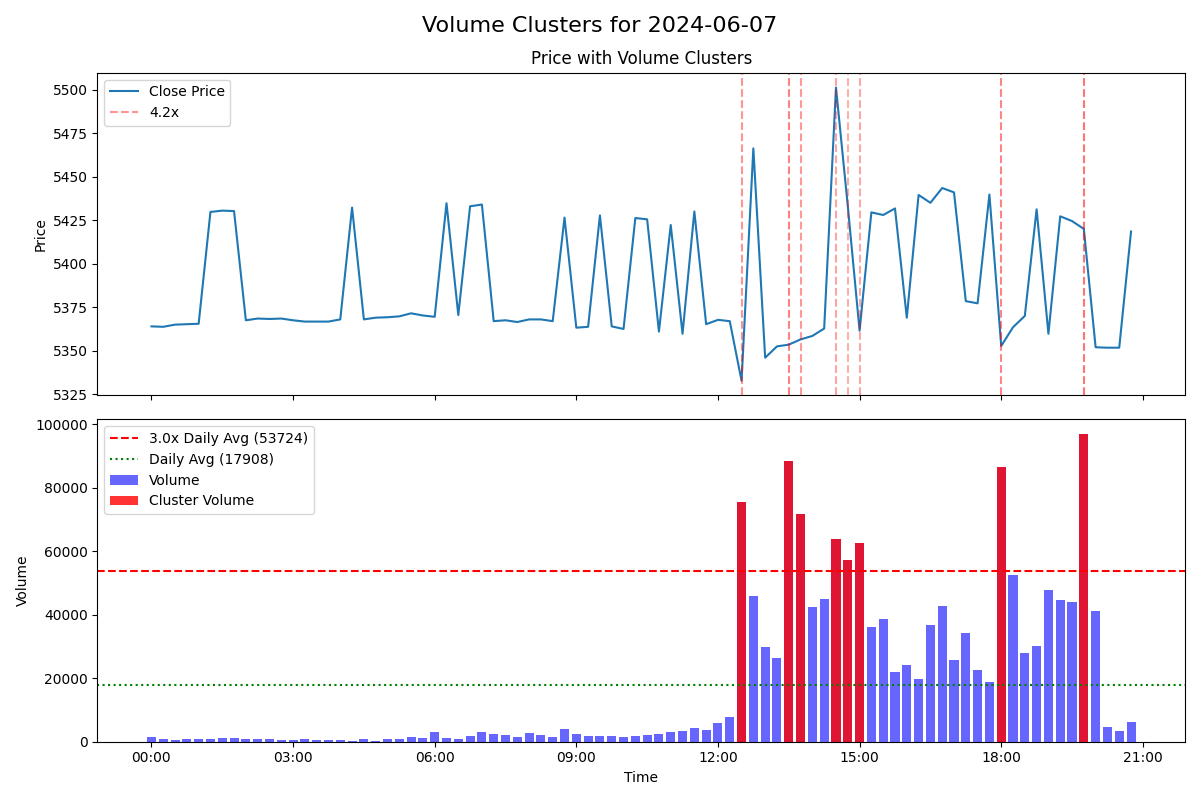 Volume Clusters for 2024-06-07
Price with Volume Clusters
Close Price
4.2x
5500
5475
5450
5425
5400
5375
5350
5325
Price
3.0x Daily Avg (53724)
Daily Avg (17908)
Volume
Cluster Volume
100000
80000
60000
40000
20000
0
Volume
00:00 03:00 06:00 09:00 12:00 15:00 18:00 21:00
Time